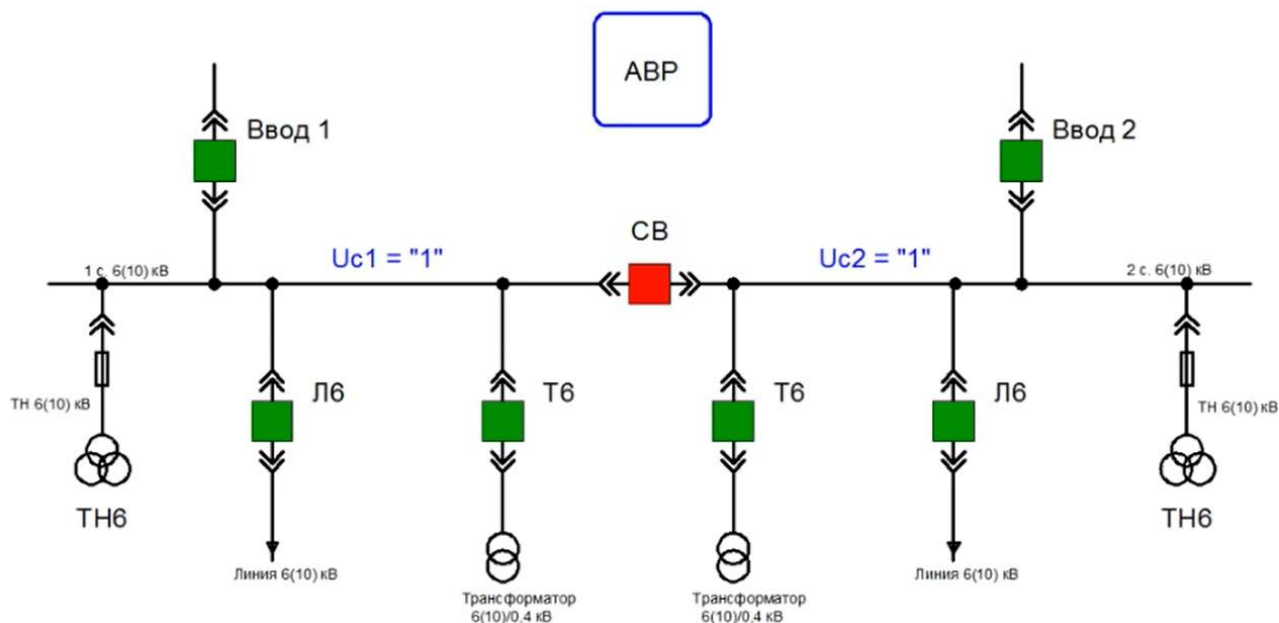 АВР
Ввод 1
Ввод 2
СВ
Uc1 = "1"
Uc2 = "1"
1 с. 6(10) кВ
2 с. 6(10) кВ
Л6
Т6
Т6
Л6
ТН 6(10) кВ
ТН 6(10) кВ
ТН6
ТН6
Линия 6(10) кВ
Трансформатор
6(10)/0,4 кВ
Трансформатор
6(10)/0,4 кВ
Линия 6(10) кВ